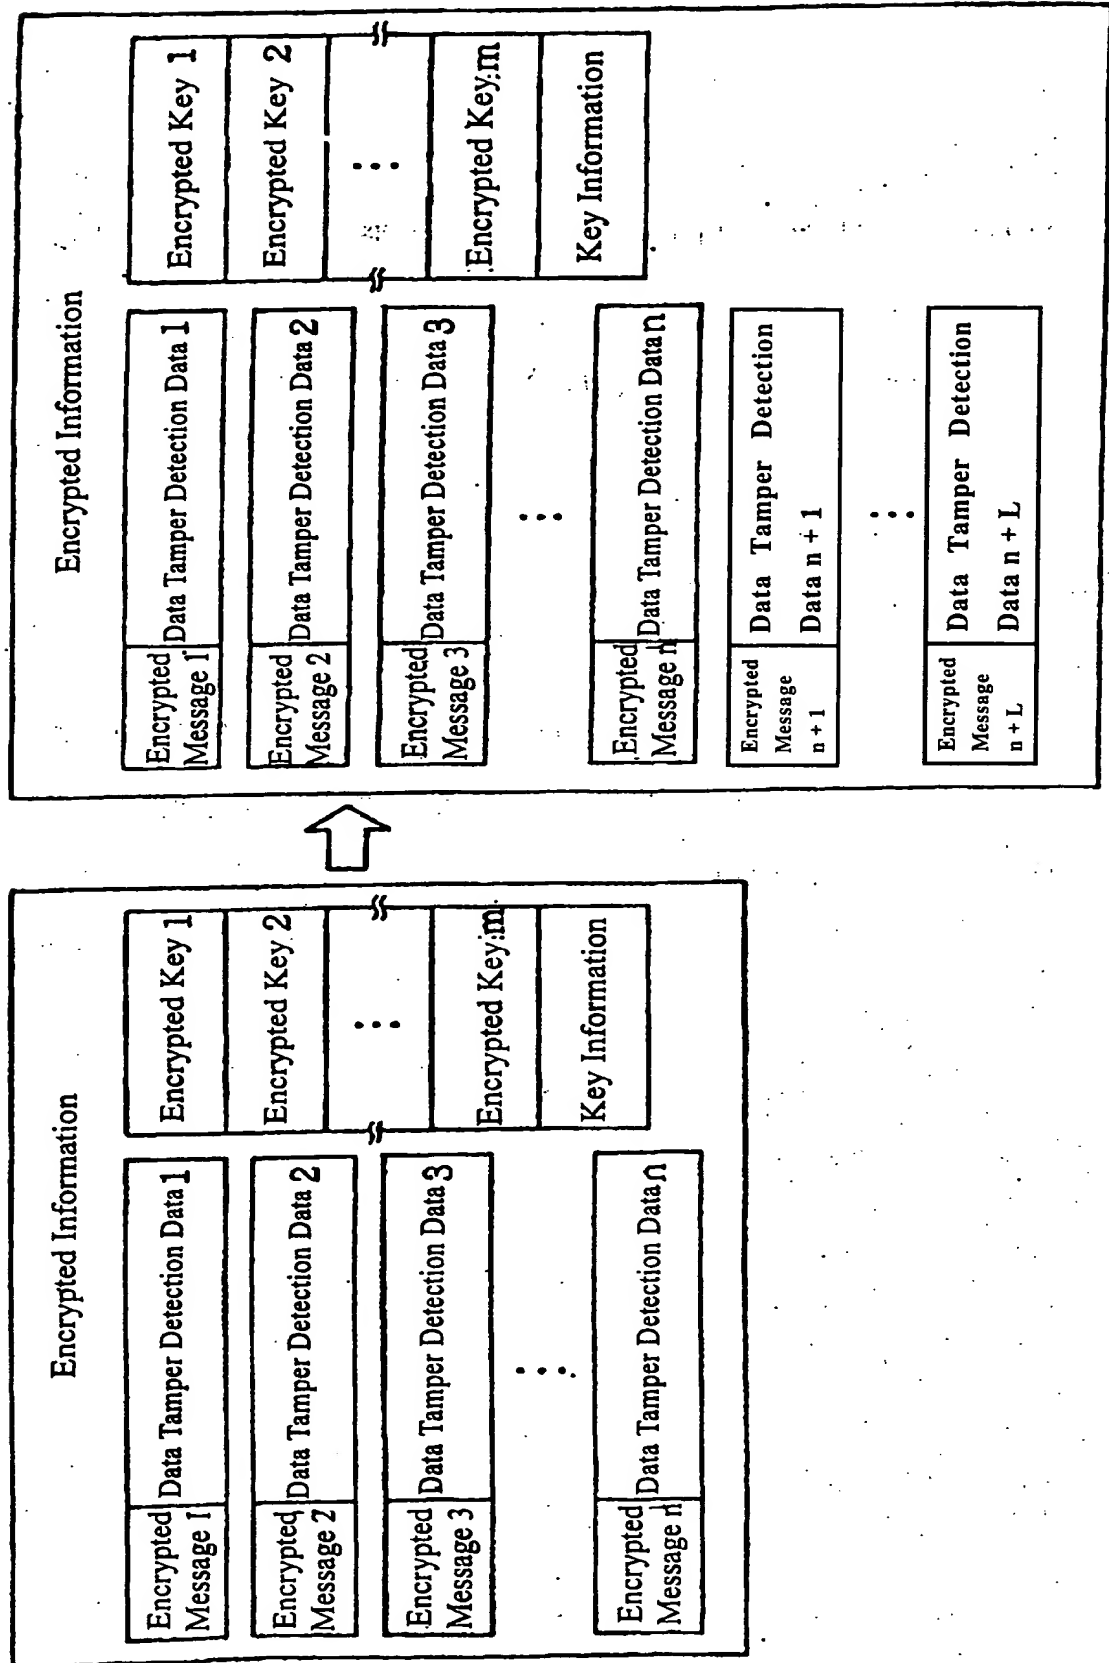 Encrypted Information
Encrypted
Message 1
Data Tamper Detection Data 1
Encrypted
Message 2
Data Tamper Detection Data 2
Encrypted
Message 3
Data Tamper Detection Data 3
...
Encrypted
Message n
Data Tamper Detection Data n
Encrypted Key 1
Encrypted Key 2
...
Encrypted Key m
Key Information
Encrypted Information
Encrypted
Message 1
Data Tamper Detection Data 1
Encrypted
Message 2
Data Tamper Detection Data 2
Encrypted
Message 3
Data Tamper Detection Data 3
...
Encrypted
Message n
Data Tamper Detection Data n
Encrypted
Message
n + 1
Data Tamper Detection
Data n + 1
...
Encrypted
Message
n + L
Data Tamper Detection
Data n + L
Encrypted Key 1
Encrypted Key 2
...
Encrypted Key m
Key Information